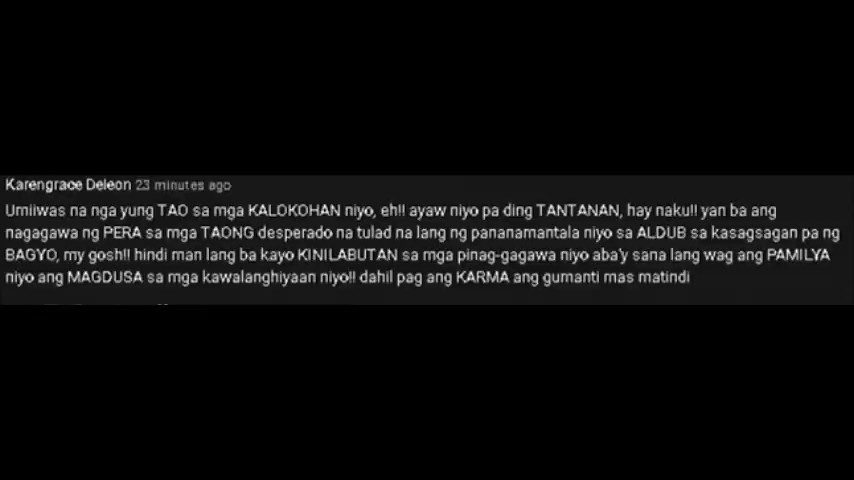 Karengrace Deleon 23 minutes ago
Umiiwas na nga yung TAO sa mga KALOKOHAN niyo, eh!! ayaw niyo pa ding TANTANAN, hay naku!! yan ba ang
nagagawa ng PERA sa mga TAONG desperado na tulad na lang ng pananamantala niyo sa ALDUB sa kasagsagan pa ng
BAGYO, my gosh!! hindi man lang ba kayo KINILABUTAN sa mga pinag-gagawa niyo aba'y sana lang wag ang PAMILYA
niyo ang MAGDUSA sa mga kawalanghiyaan niyo!! dahil pag ang KARMA ang gumanti mas matindi